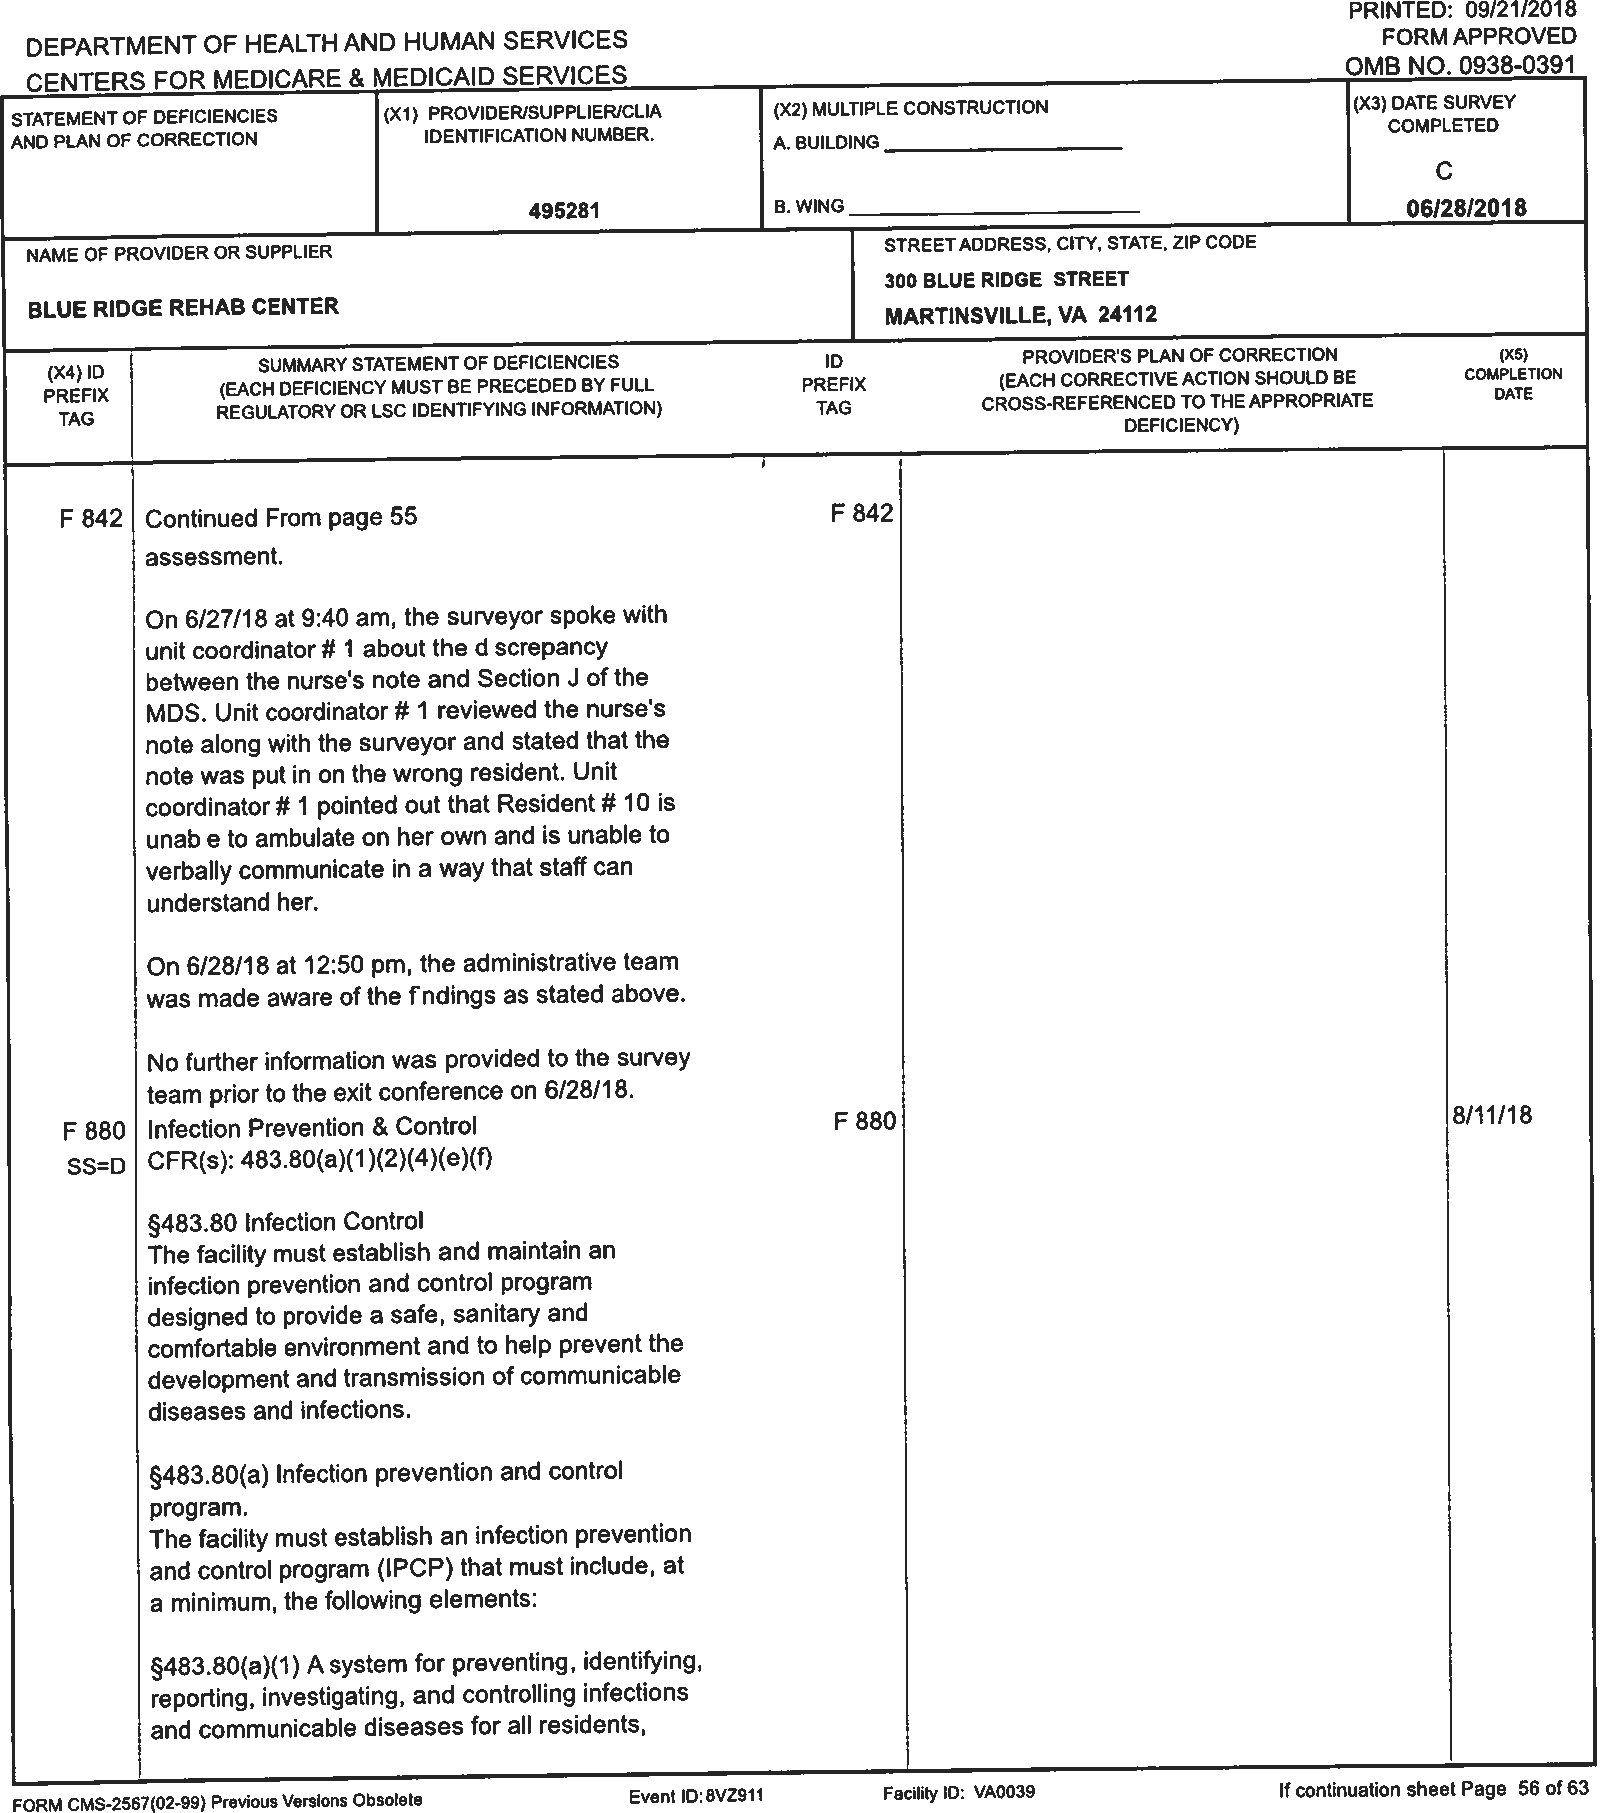 PRINTED: 09/21/2018
DEPARTMENT OF HEALTH AND HUMAN SERVICES
FORM APPROVED
CENTERS FOR MEDICARE & MEDICAID SERVICES
OMB NO. 0938-0391
STATEMENT OF DEFICIENCIES
AND PLAN OF CORRECTION
(X1) PROVIDER/SUPPLIER/CLIA
IDENTIFICATION NUMBER.
495281
(X2) MULTIPLE CONSTRUCTION
A. BUILDING
B. WING
(X3) DATE SURVEY
COMPLETED
C
06/28/2018
NAME OF PROVIDER OR SUPPLIER
BLUE RIDGE REHAB CENTER
STREET ADDRESS, CITY, STATE, ZIP CODE
300 BLUE RIDGE STREET
MARTINSVILLE, VA 24112
(X4) ID
PREFIX
TAG
SUMMARY STATEMENT OF DEFICIENCIES
(EACH DEFICIENCY MUST BE PRECEDED BY FULL
REGULATORY OR LSC IDENTIFYING INFORMATION)
ID
PREFIX
TAG
PROVIDER'S PLAN OF CORRECTION
(EACH CORRECTIVE ACTION SHOULD BE
CROSS-REFERENCED TO THE APPROPRIATE
DEFICIENCY)
(X5)
COMPLETION
DATE
F 842 Continued From page 55 F 842
assessment.
On 6/27/18 at 9:40 am, the surveyor spoke with
unit coordinator # 1 about the d screpancy
between the nurse's note and Section J of the
MDS. Unit coordinator # 1 reviewed the nurse's
note along with the surveyor and stated that the
note was put in on the wrong resident. Unit
coordinator # 1 pointed out that Resident # 10 is
unab e to ambulate on her own and is unable to
verbally communicate in a way that staff can
understand her.
On 6/28/18 at 12:50 pm, the administrative team
was made aware of the f ndings as stated above.
No further information was provided to the survey
team prior to the exit conference on 6/28/18.
F 880 Infection Prevention & Control F 880 8/11/18
SS=D CFR(s): 483.80(a)(1)(2)(4)(e)(f)
§483.80 Infection Control
The facility must establish and maintain an
infection prevention and control program
designed to provide a safe, sanitary and
comfortable environment and to help prevent the
development and transmission of communicable
diseases and infections.
§483.80(a) Infection prevention and control
program.
The facility must establish an infection prevention
and control program (IPCP) that must include, at
a minimum, the following elements:
§483.80(a)(1) A system for preventing, identifying,
reporting, investigating, and controlling infections
and communicable diseases for all residents,
FORM CMS-2567(02-99) Previous Versions Obsolete Event ID: 8VZ911 Facility ID: VA0039 If continuation sheet Page 56 of 63